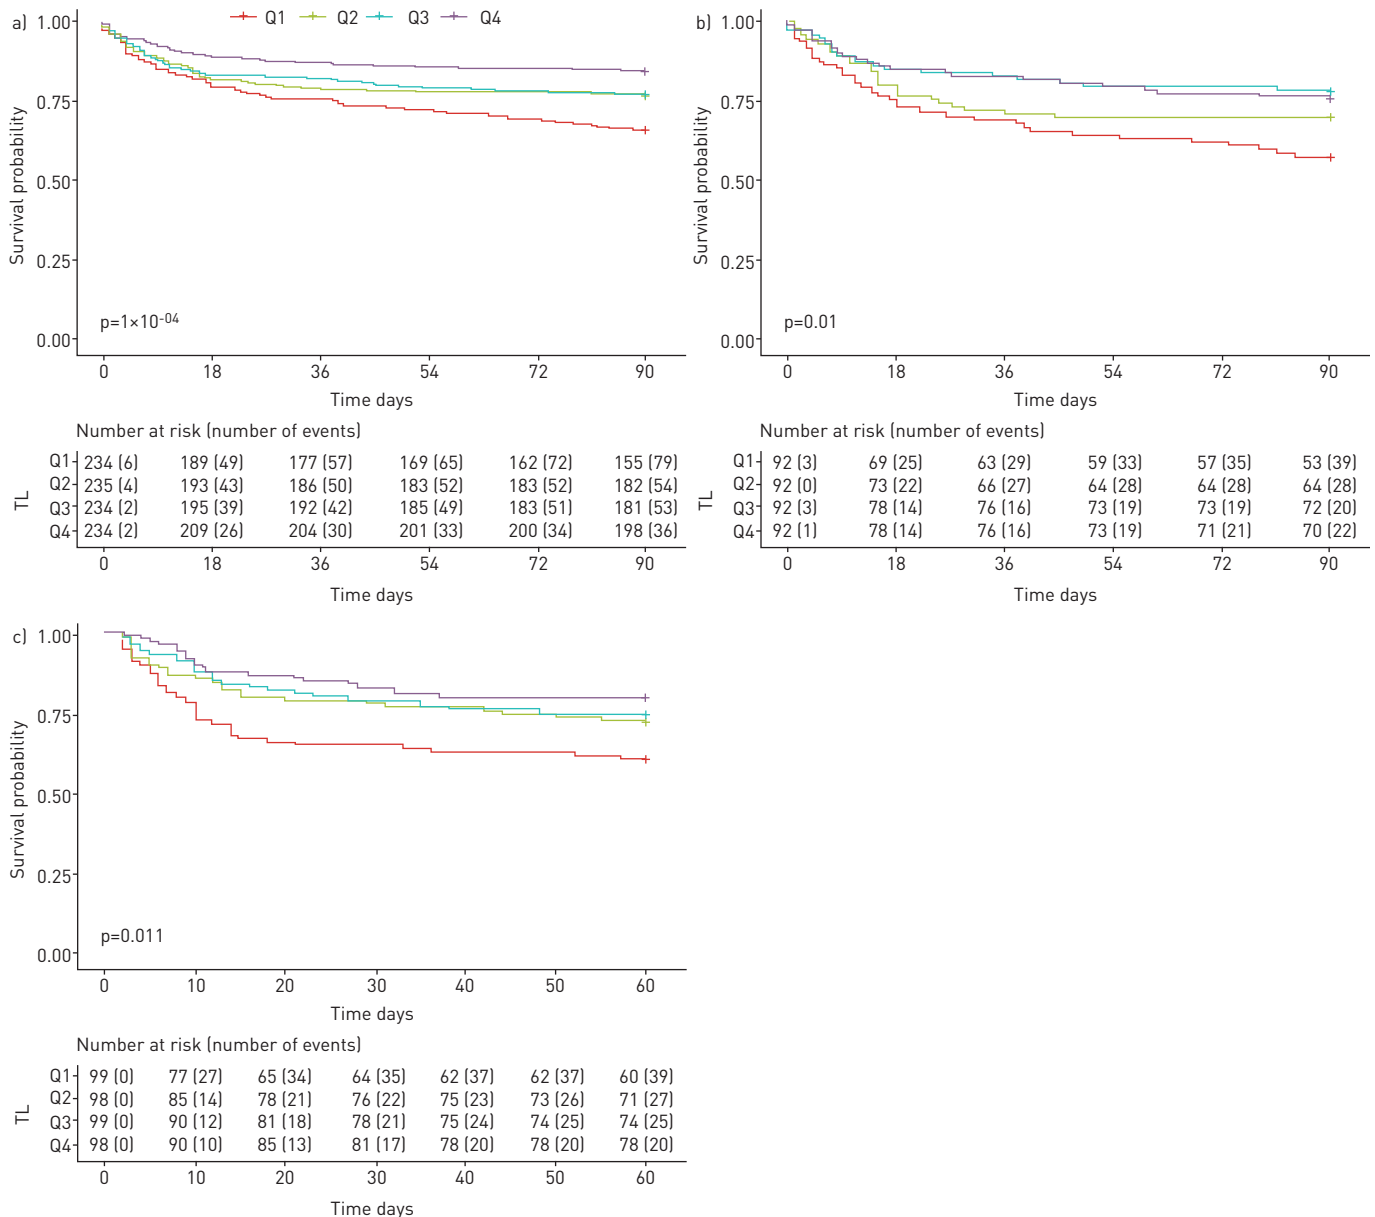 a) Q1 Q2 Q3 Q4
1.00
0.75
0.50
0.25
0.00
Survival probability
p=1×10-04
0 18 36 54 72 90
Time days
Number at risk (number of events)
TL
Q1 234 (6) 189 (49) 177 (57) 169 (65) 162 (72) 155 (79)
Q2 235 (4) 193 (43) 186 (50) 183 (52) 183 (52) 182 (54)
Q3 234 (2) 195 (39) 192 (42) 185 (49) 183 (51) 181 (53)
Q4 234 (2) 209 (26) 204 (30) 201 (33) 200 (34) 198 (36)
0 18 36 54 72 90
Time days
b)
1.00
0.75
0.50
0.25
0.00
Survival probability
p=0.01
0 18 36 54 72 90
Time days
Number at risk (number of events)
TL
Q1 92 (3) 69 (25) 63 (29) 59 (33) 57 (35) 53 (39)
Q2 92 (0) 73 (22) 66 (27) 64 (28) 64 (28) 64 (28)
Q3 92 (3) 78 (14) 76 (16) 73 (19) 73 (19) 72 (20)
Q4 92 (1) 78 (14) 76 (16) 73 (19) 71 (21) 70 (22)
0 18 36 54 72 90
Time days
c)
1.00
0.75
0.50
0.25
0.00
Survival probability
p=0.011
0 10 20 30 40 50 60
Time days
Number at risk (number of events)
TL
Q1 99 (0) 77 (27) 65 (34) 64 (35) 62 (37) 62 (37) 60 (39)
Q2 98 (0) 85 (14) 78 (21) 76 (22) 75 (23) 73 (26) 71 (27)
Q3 99 (0) 90 (12) 81 (18) 78 (21) 75 (24) 74 (25) 74 (25)
Q4 98 (0) 90 (10) 85 (13) 81 (17) 78 (20) 78 (20) 78 (20)
0 10 20 30 40 50 60
Time days